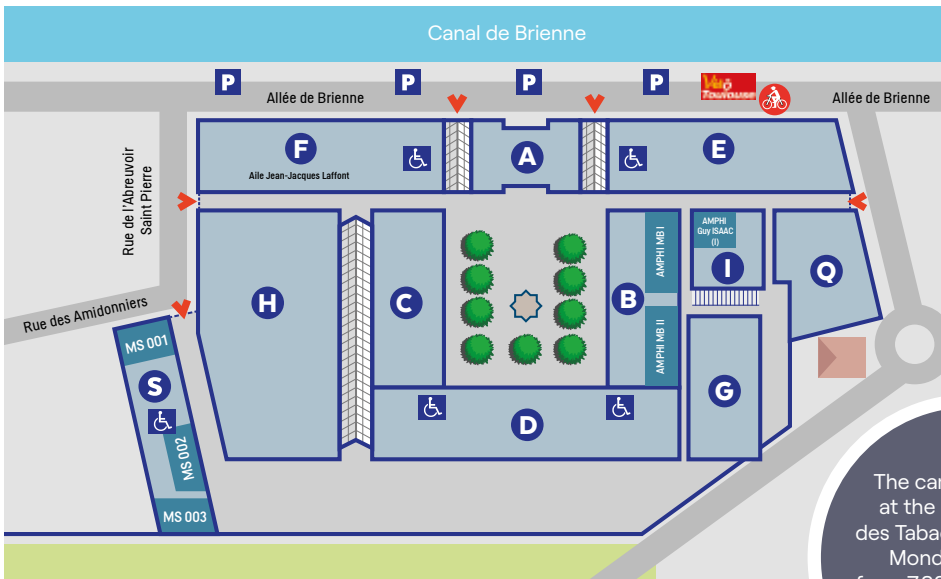 Canal de Brienne
P
P
P
P
Vélô
Toulouse
Allée de Brienne
Allée de Brienne
F
A
E
Aile Jean-Jacques Laffont
Rue de l'Abreuvoir
Saint Pierre
AMPHI
Guy ISAAC
(I)
AMPHI MB I
I
Q
H
C
B
Rue des Amidonniers
AMPHI MB II
MS 001
S
G
D
MS 002
MS 003
The car
at the
des Tabac
Mond